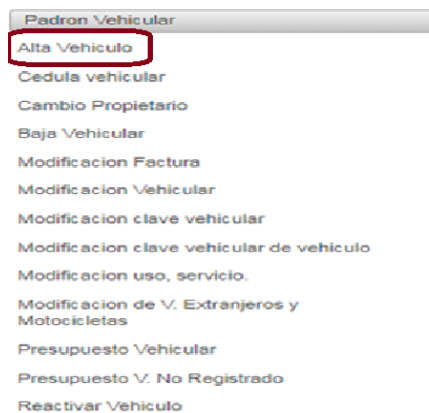 Padron Vehicular
Alta Vehiculo
Cedula vehicular
Cambio Propietario
Baja Vehicular
Modificacion Factura
Modificacion Vehicular
Modificacion clave vehicular
Modificacion clave vehicular de vehiculo
Modificacion uso, servicio.
Modificacion de V. Extranjeros y
Motocicletas
Presupuesto Vehicular
Presupuesto V. No Registrado
Reactivar Vehiculo